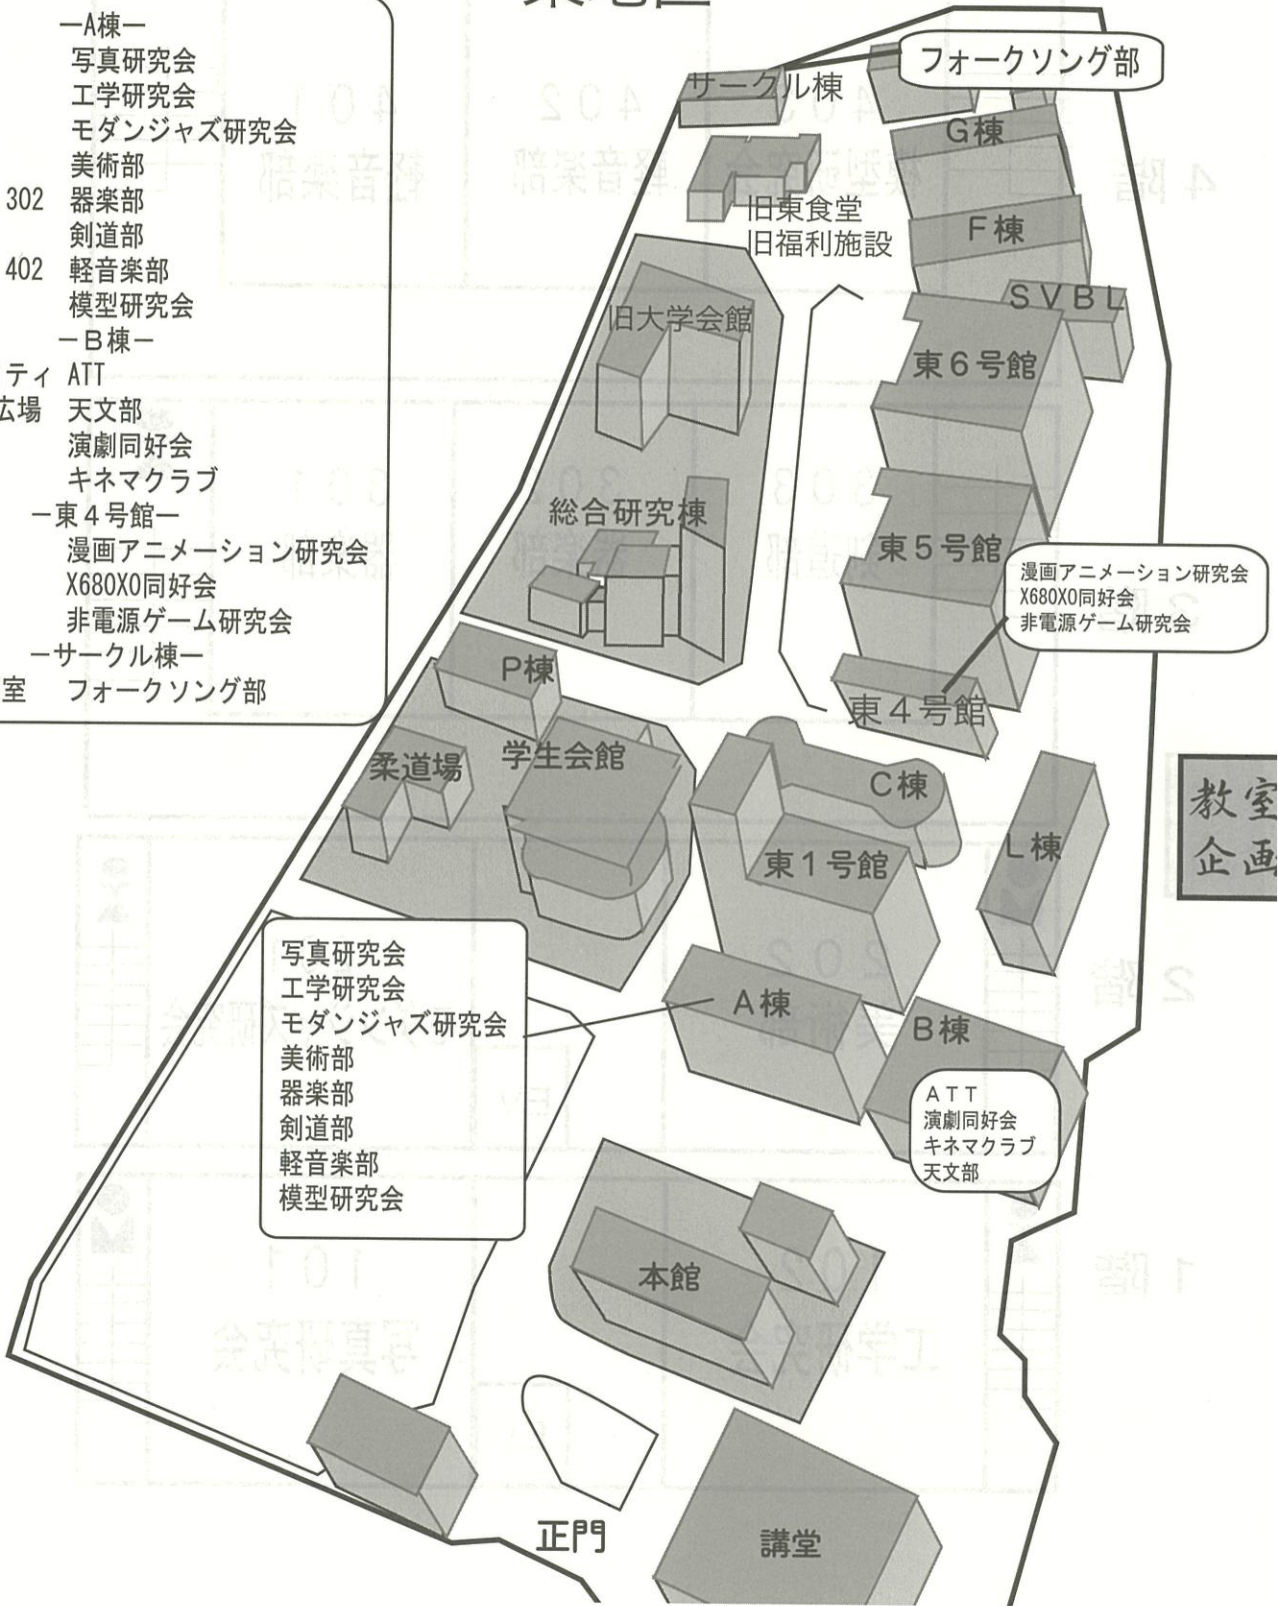 東地区
―A棟―
写真研究会
工学研究会
モダンジャズ研究会
美術部
302 器楽部
剣道部
402 軽音楽部
模型研究会
―B棟―
ティ ATT
広場 天文部
演劇同好会
キネマクラブ
―東４号館―
漫画アニメーション研究会
X680X0同好会
非電源ゲーム研究会
―サークル棟―
室 フォークソング部
フォークソング部
サークル棟
G棟
旧東食堂
旧福利施設
F棟
SVBL
旧大学会館
東６号館
総合研究棟
東５号館
漫画アニメーション研究会
X680X0同好会
非電源ゲーム研究会
P棟
東４号館
柔道場
学生会館
C棟
教室
企画
東１号館
L棟
写真研究会
工学研究会
モダンジャズ研究会
美術部
器楽部
剣道部
軽音楽部
模型研究会
A棟
B棟
ATT
演劇同好会
キネマクラブ
天文部
本館
正門
講堂